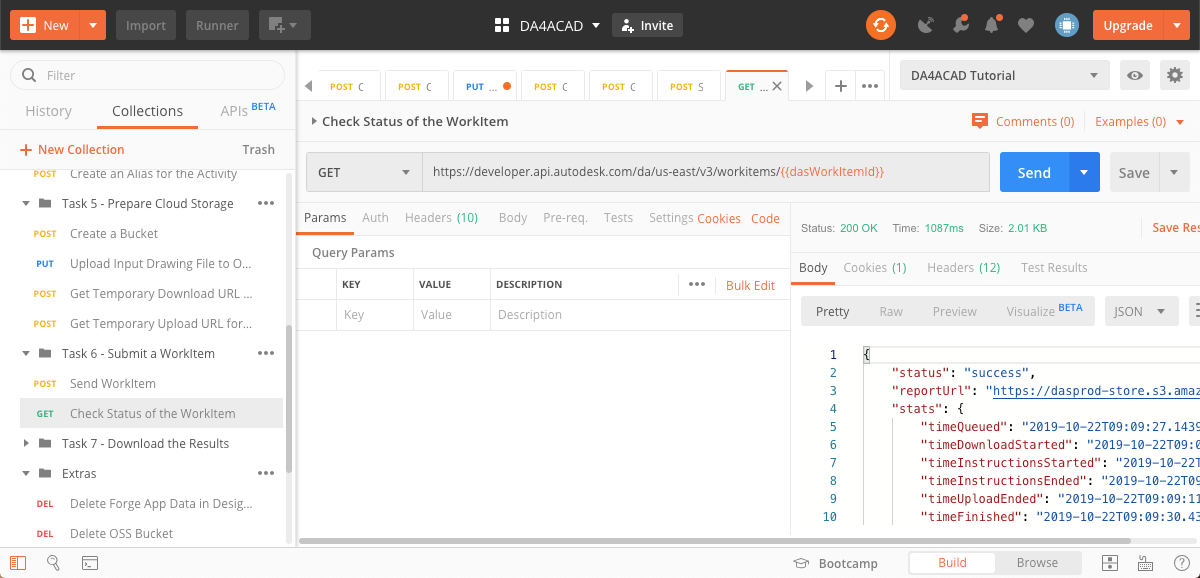 New Import Runner DA4ACAD Invite Upgrade
Filter
History Collections APIs BETA
New Collection Trash
POST Create an Alias for the Activity
Task 5 - Prepare Cloud Storage
POST Create a Bucket
PUT Upload Input Drawing File to O...
POST Get Temporary Download URL ...
POST Get Temporary Upload URL for...
Task 6 - Submit a WorkItem
POST Send WorkItem
GET Check Status of the WorkItem
Task 7 - Download the Results
Extras
DEL Delete Forge App Data in Desig...
DEL Delete OSS Bucket
POST C POST C PUT ... POST C POST C POST S GET ...
DA4ACAD Tutorial
Check Status of the WorkItem
Comments (0) Examples (0)
GET https://developer.api.autodesk.com/da/us-east/v3/workitems/{{dasWorkItemId}} Send Save
Params Auth Headers (10) Body Pre-req. Tests Settings Cookies Code
Query Params
KEY VALUE DESCRIPTION ••• Bulk Edit
Key Value Description
Status: 200 OK Time: 1087ms Size: 2.01 KB Save Res
Body Cookies (1) Headers (12) Test Results
Pretty Raw Preview Visualize BETA JSON
1 {
2 "status": "success",
3 "reportUrl": "https://dasprod-store.s3.amaz
4 "stats": {
5 "timeQueued": "2019-10-22T09:09:27.1439
6 "timeDownloadStarted": "2019-10-22T09:0
7 "timeInstructionsStarted": "2019-10-22T
8 "timeInstructionsEnded": "2019-10-22T09
9 "timeUploadEnded": "2019-10-22T09:09:11
10 "timeFinished": "2019-10-22T09:09:30.43
Bootcamp Build Browse